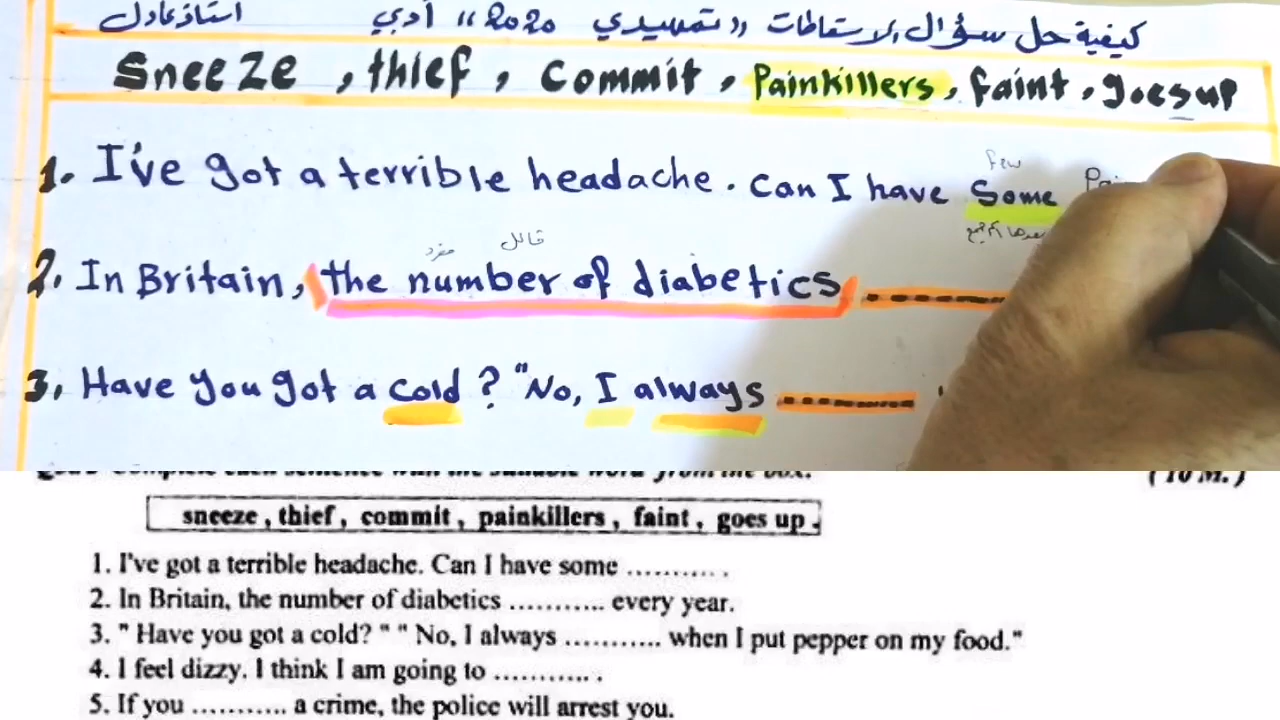 كيفية حل سؤال الاسقاطات "تمهيدي 2020" أدبي استاذ عادل
Sneeze , thief , Commit , Painkillers , faint , goes up
1. I've got a terrible headache. Can I have Some
few
قائل مفرد
2. In Britain, the number of diabetics ..........
3. Have you got a cold? "No, I always ..........
sneeze , thief , commit , painkillers , faint , goes up .
1. I've got a terrible headache. Can I have some ........... .
2. In Britain, the number of diabetics ........... every year.
3. " Have you got a cold? " " No, I always ........... when I put pepper on my food."
4. I feel dizzy. I think I am going to ........... .
5. If you ........... a crime, the police will arrest you.